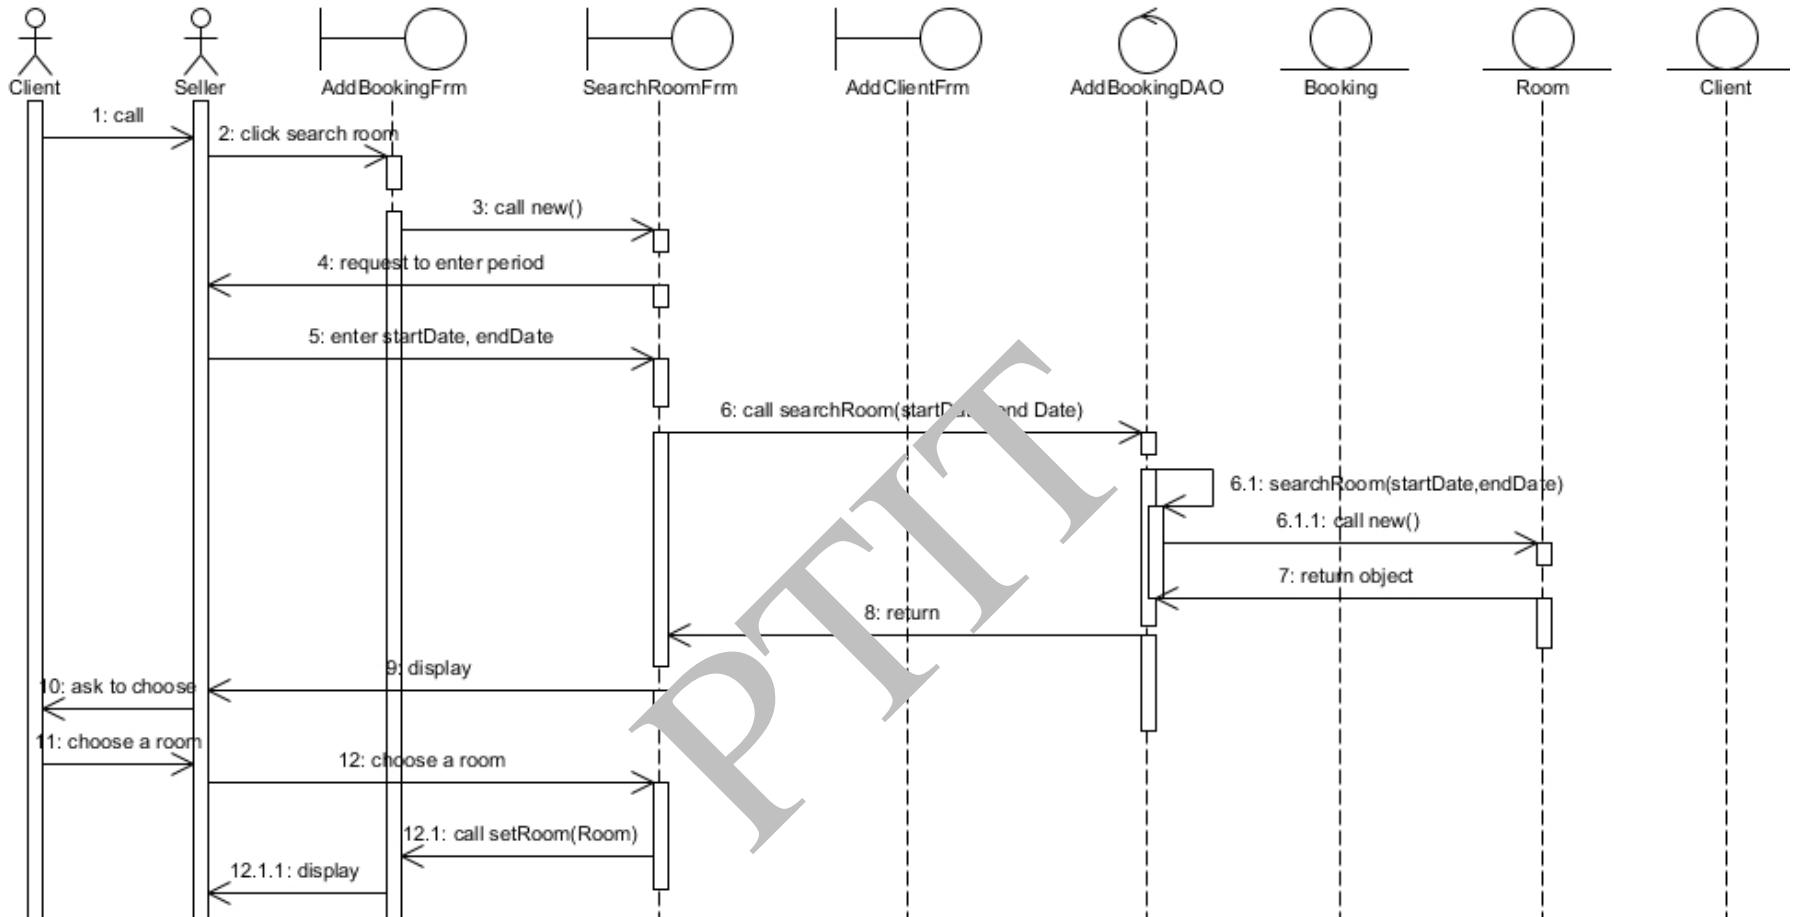 Client
Seller
AddBookingFrm
SearchRoomFrm
AddClientFrm
AddBookingDAO
Booking
Room
Client
1: call
2: click search room
3: call new()
4: request to enter period
5: enter startDate, endDate
6: call searchRoom(startDate, end Date)
6.1: searchRoom(startDate,endDate)
6.1.1: call new()
7: return object
8: return
9: display
10: ask to choose
11: choose a room
12: choose a room
12.1: call setRoom(Room)
12.1.1: display
PTIT